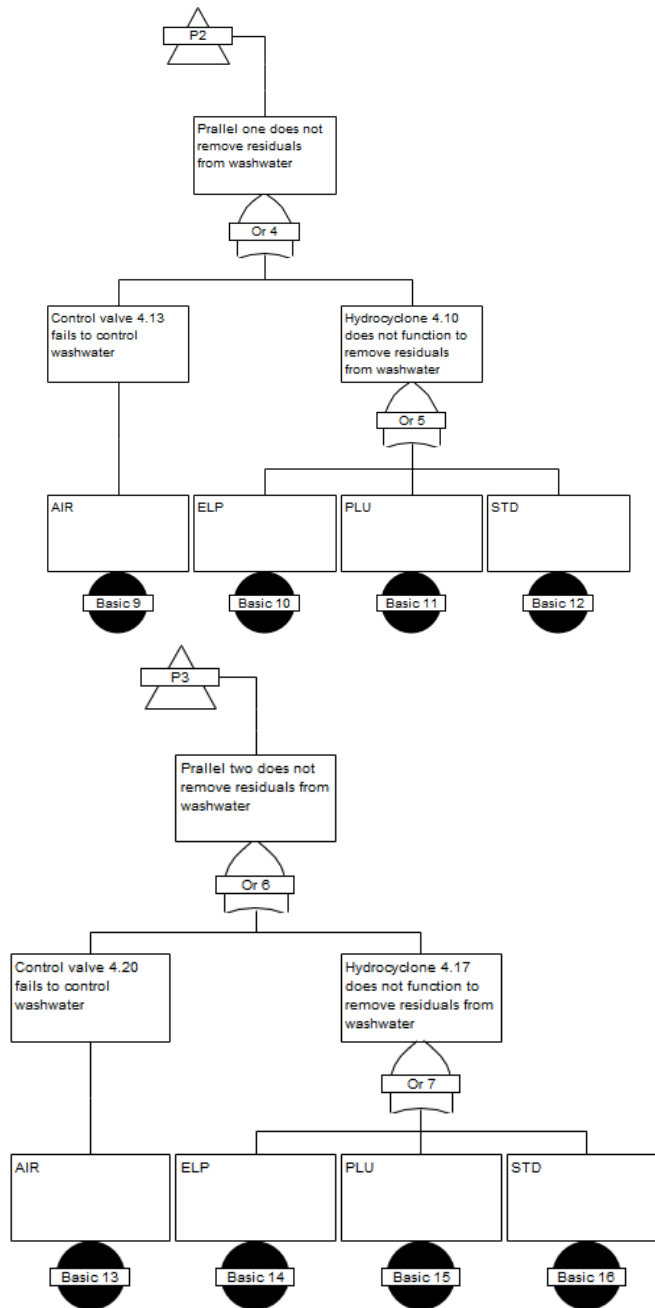 P2
Prallel one does not
remove residuals
from washwater
Or 4
Control valve 4.13
fails to control
washwater
Hydrocyclone 4.10
does not function to
remove residuals
from washwater
Or 5
AIR
ELP
PLU
STD
Basic 9
Basic 10
Basic 11
Basic 12
P3
Prallel two does not
remove residuals from
washwater
Or 6
Control valve 4.20
fails to control
washwater
Hydrocyclone 4.17
does not function to
remove residuals from
washwater
Or 7
AIR
ELP
PLU
STD
Basic 13
Basic 14
Basic 15
Basic 16